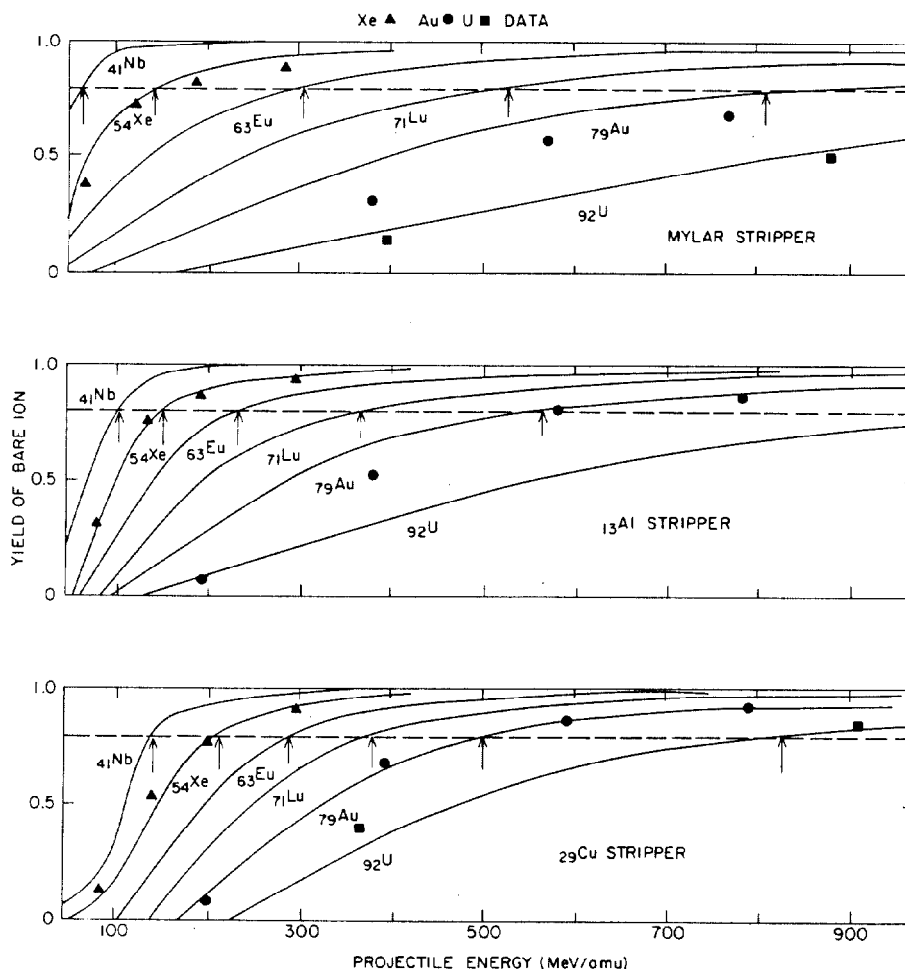 Xe ▲ Au ● U ■ DATA
1.0
41Nb
54Xe
63Eu
71Lu
79Au
0.5
92U
MYLAR STRIPPER
0
1.0
41Nb
54Xe
63Eu
71Lu
0.5
79Au
92U
13Al STRIPPER
0
YIELD OF BARE ION
1.0
41Nb
54Xe
63Eu
71Lu
0.5
79Au
92U
29Cu STRIPPER
0
100 300 500 700 900
PROJECTILE ENERGY (MeV/amu)